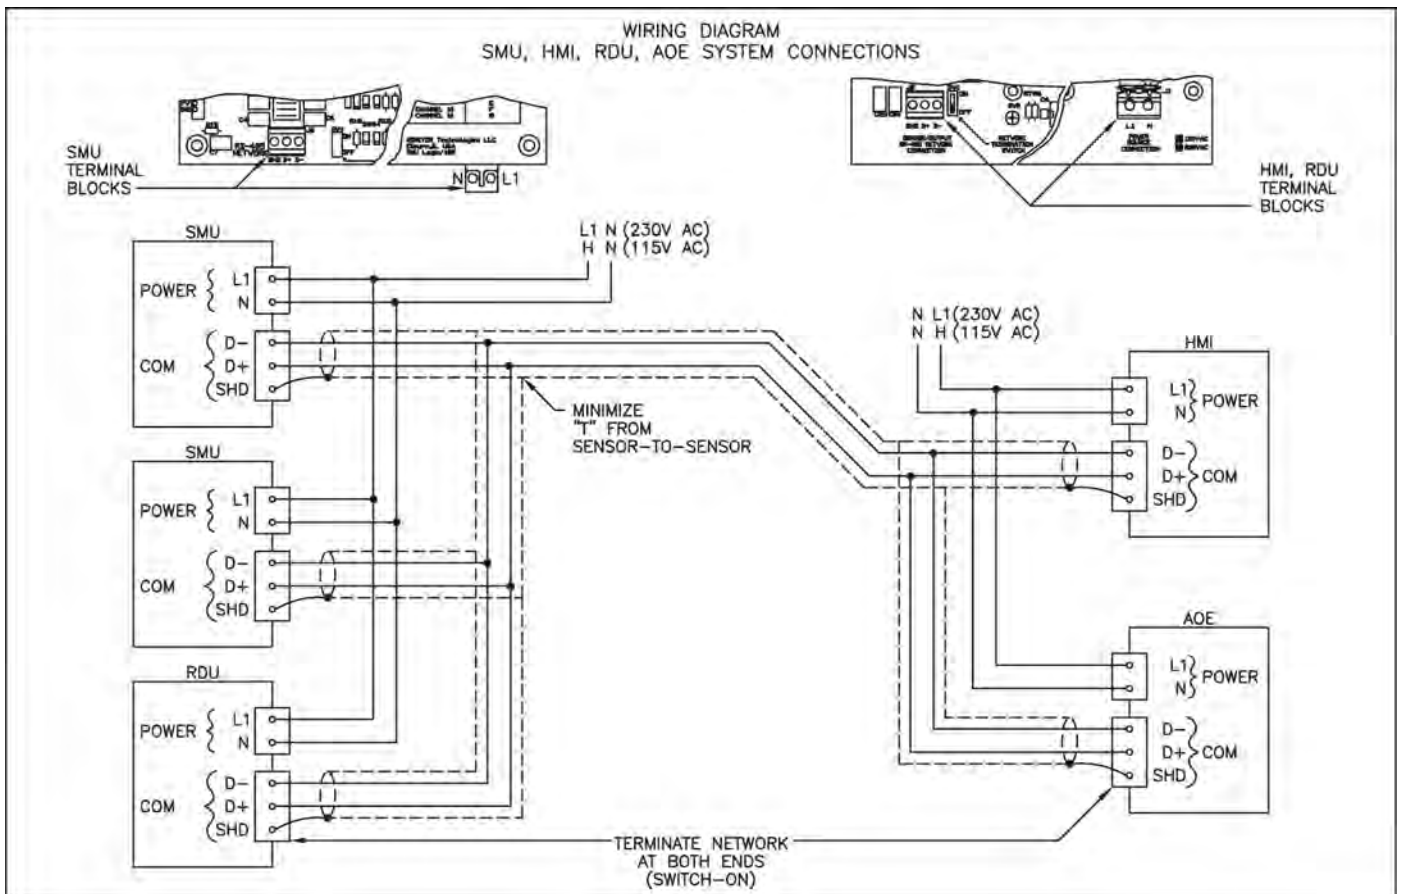 WIRING DIAGRAM
SMU, HMI, RDU, AOE SYSTEM CONNECTIONS
SMU
TERMINAL
BLOCKS
N L1
HMI, RDU
TERMINAL
BLOCKS
SMU
POWER
L1
N
COM
D-
D+
SHD
L1 N (230V AC)
H N (115V AC)
MINIMIZE
"T" FROM
SENSOR-TO-SENSOR
SMU
POWER
L1
N
COM
D-
D+
SHD
RDU
POWER
L1
N
COM
D-
D+
SHD
N L1(230V AC)
N H (115V AC)
HMI
L1
N
POWER
D-
D+
SHD
COM
AOE
L1
N
POWER
D-
D+
SHD
COM
TERMINATE NETWORK
AT BOTH ENDS
(SWITCH-ON)